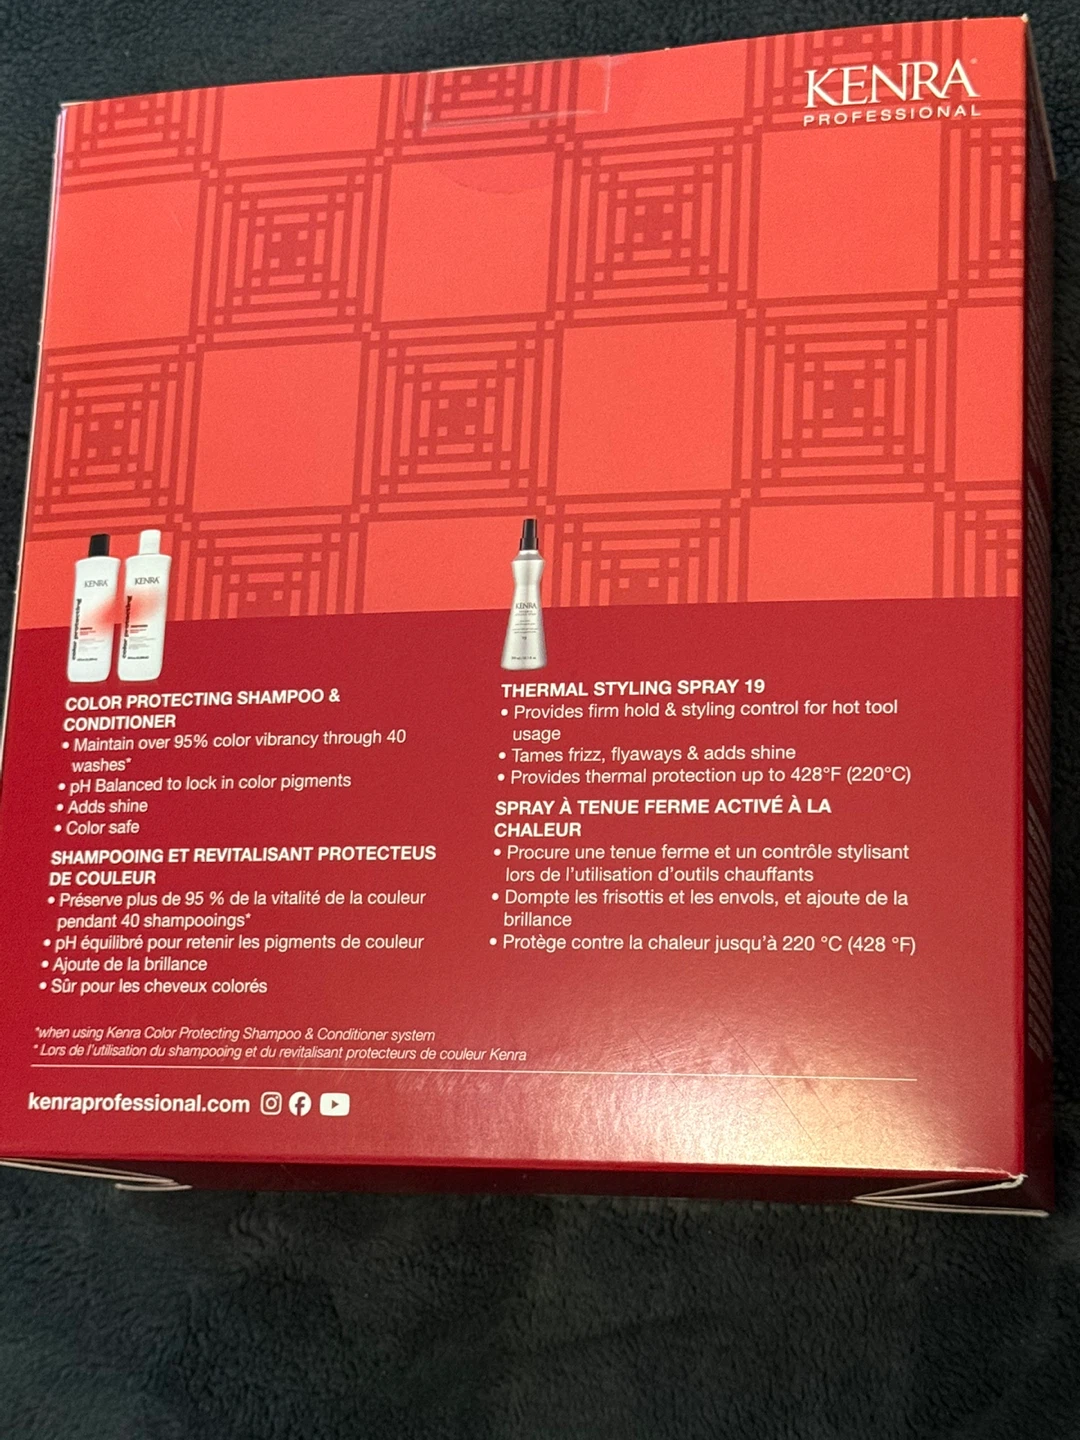 KENRA
PROFESSIONAL
KENRA
KENRA
color protecting
color protecting
KENRA
COLOR PROTECTING SHAMPOO &
CONDITIONER
• Maintain over 95% color vibrancy through 40
washes*
• pH Balanced to lock in color pigments
• Adds shine
• Color safe
SHAMPOOING ET REVITALISANT PROTECTEUS
DE COULEUR
• Préserve plus de 95 % de la vitalité de la couleur
pendant 40 shampooings*
• pH équilibré pour retenir les pigments de couleur
• Ajoute de la brillance
• Sûr pour les cheveux colorés
THERMAL STYLING SPRAY 19
• Provides firm hold & styling control for hot tool
usage
• Tames frizz, flyaways & adds shine
• Provides thermal protection up to 428°F (220°C)
SPRAY À TENUE FERME ACTIVÉ À LA
CHALEUR
• Procure une tenue ferme et un contrôle stylisant
lors de l'utilisation d'outils chauffants
• Dompte les frisottis et les envols, et ajoute de la
brillance
• Protège contre la chaleur jusqu'à 220 °C (428 °F)
*when using Kenra Color Protecting Shampoo & Conditioner system
* Lors de l'utilisation du shampooing et du revitalisant protecteurs de couleur Kenra
kenraprofessional.com